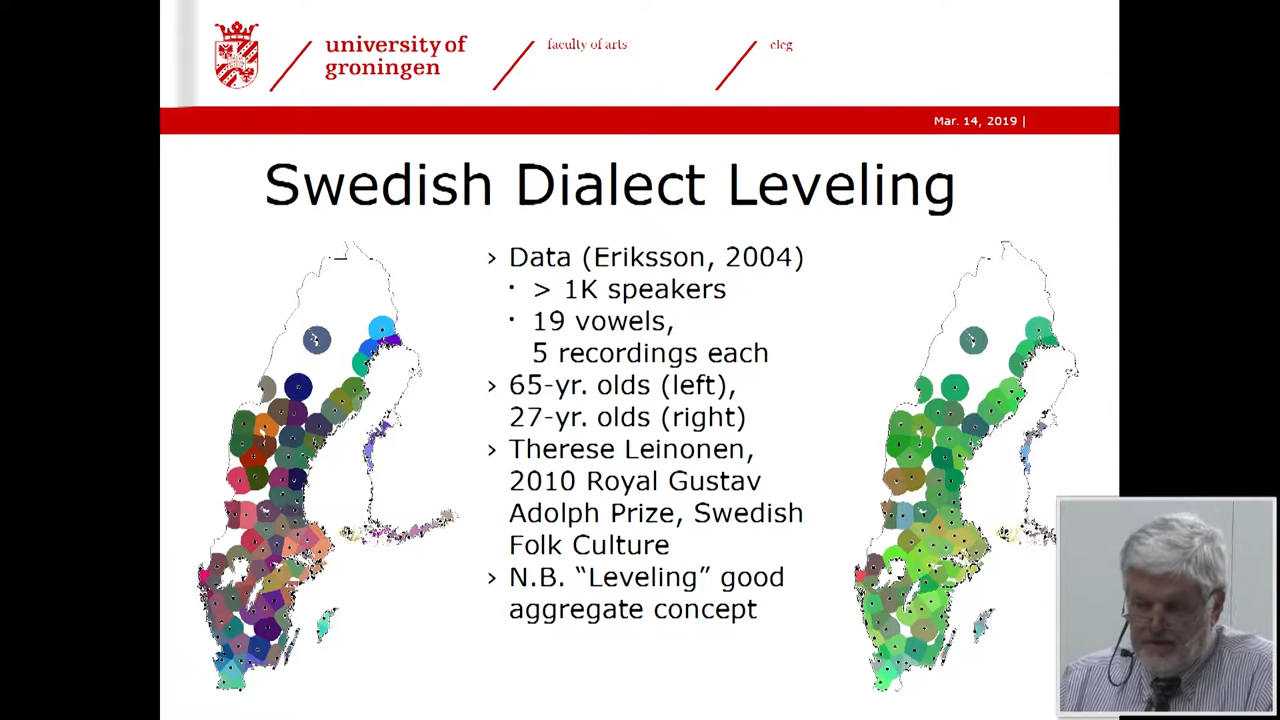 university of
groningen
faculty of arts
clcg
Mar. 14, 2019 |
Swedish Dialect Leveling
› Data (Eriksson, 2004)
· > 1K speakers
· 19 vowels,
5 recordings each
› 65-yr. olds (left),
27-yr. olds (right)
› Therese Leinonen,
2010 Royal Gustav
Adolph Prize, Swedish
Folk Culture
› N.B. “Leveling” good
aggregate concept